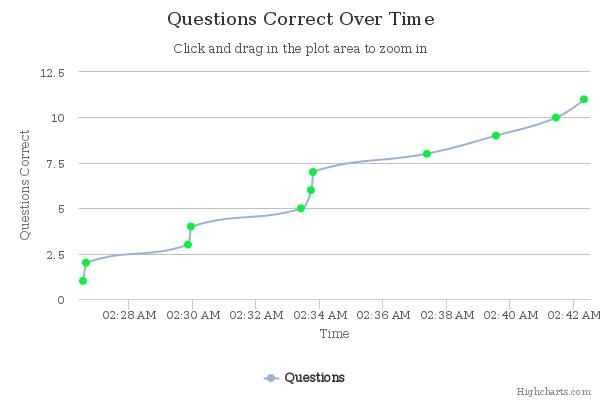 Questions Correct Over Time
Click and drag in the plot area to zoom in
Questions Correct
12.5
10
7.5
5
2.5
0
02:28 AM 02:30 AM 02:32 AM 02:34 AM 02:36 AM 02:38 AM 02:40 AM 02:42 AM
Time
Questions
Highcharts.com